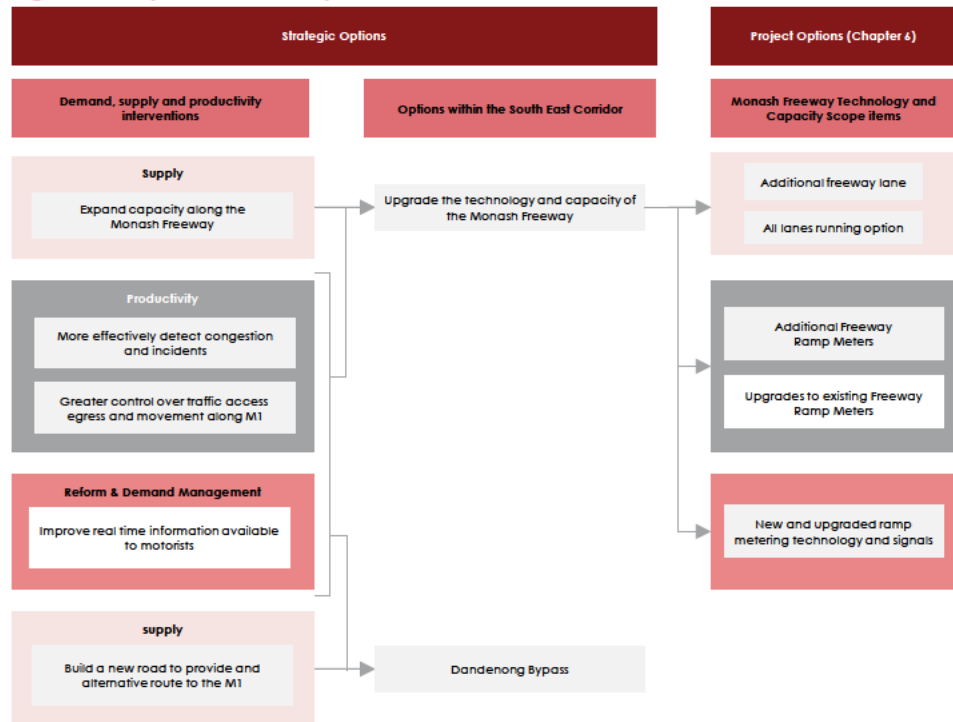 Strategic Options
Project Options (Chapter 6)
Demand, supply and productivity
interventions
Options within the South East Corridor
Monash Freeway Technology and
Capacity Scope items
Supply
Expand capacity along the
Monash Freeway
Upgrade the technology and capacity of
the Monash Freeway
Additional freeway lane
All lanes running option
Productivity
More effectively detect congestion
and incidents
Greater control over traffic access
egress and movement along M1
Additional Freeway
Ramp Meters
Upgrades to existing Freeway
Ramp Meters
Reform & Demand Management
Improve real time information available
to motorists
New and upgraded ramp
metering technology and signals
supply
Build a new road to provide and
alternative route to the M1
Dandenong Bypass